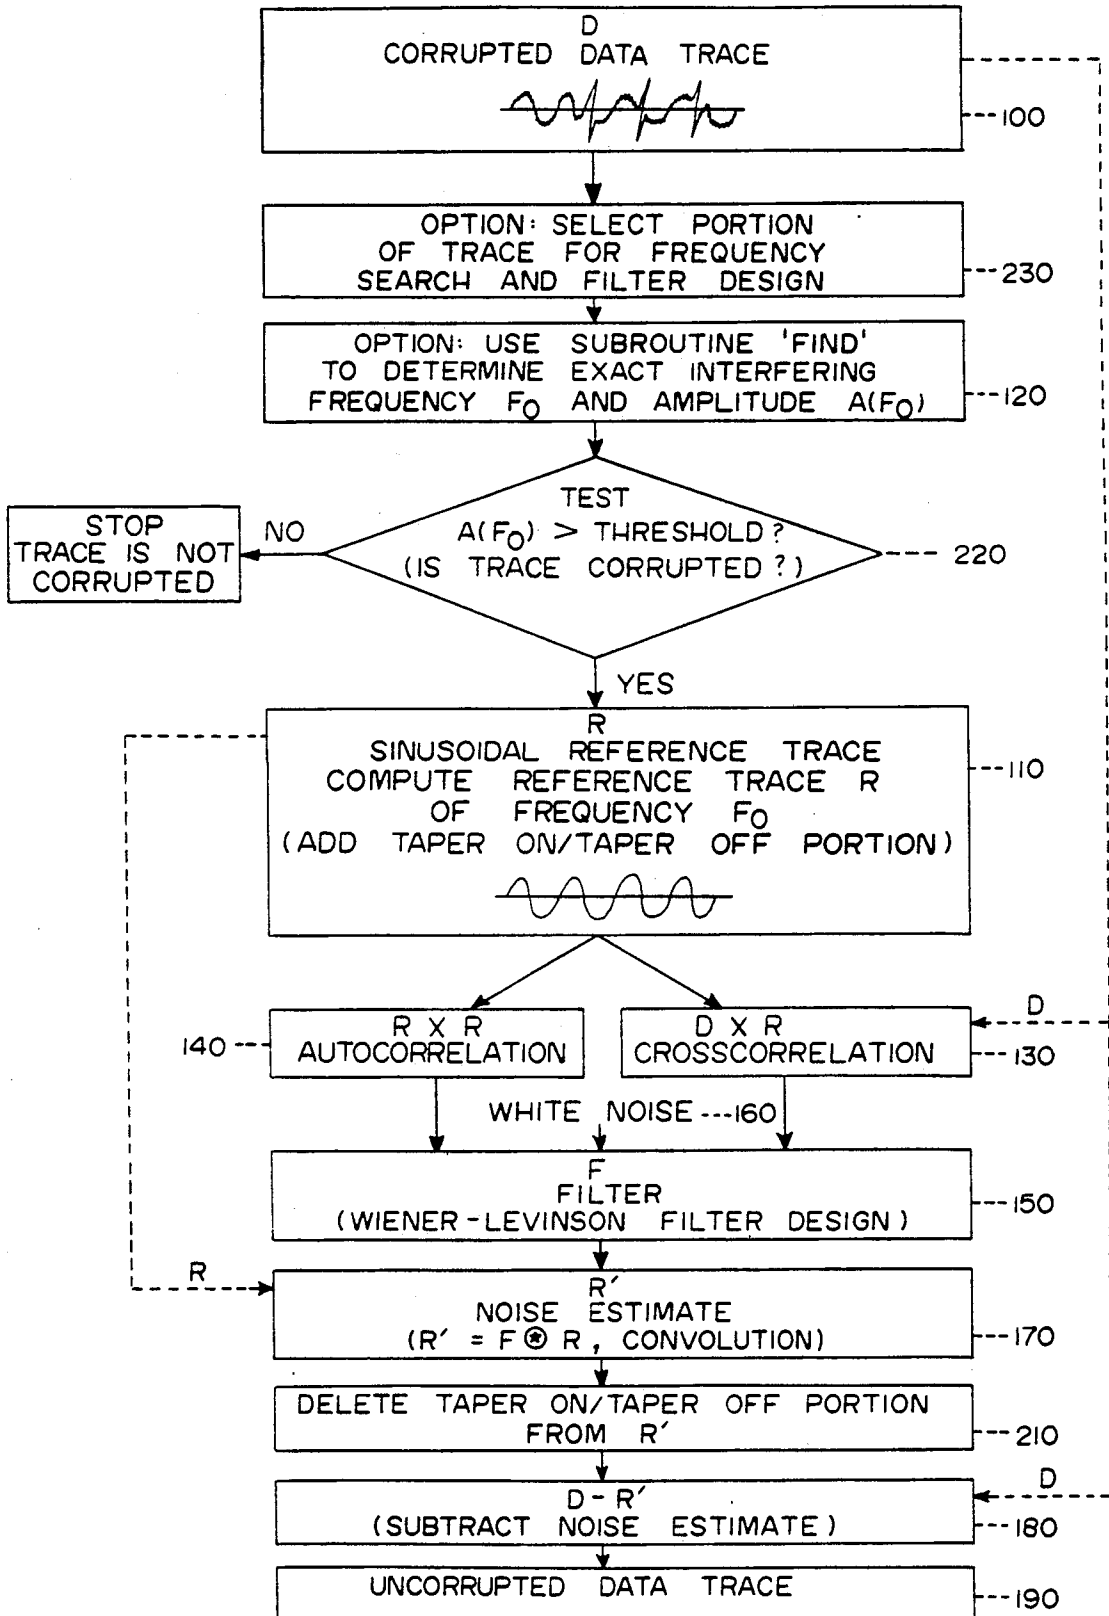 D
CORRUPTED DATA TRACE
100
OPTION: SELECT PORTION
OF TRACE FOR FREQUENCY
SEARCH AND FILTER DESIGN
230
OPTION: USE SUBROUTINE 'FIND'
TO DETERMINE EXACT INTERFERING
FREQUENCY FO AND AMPLITUDE A(FO)
120
TEST
A(FO) > THRESHOLD?
(IS TRACE CORRUPTED?)
220
NO
STOP
TRACE IS NOT
CORRUPTED
YES
R
SINUSOIDAL REFERENCE TRACE
COMPUTE REFERENCE TRACE R
OF FREQUENCY FO
(ADD TAPER ON/TAPER OFF PORTION)
110
R X R
AUTOCORRELATION
140
D X R
CROSSCORRELATION
D
130
WHITE NOISE
160
F
FILTER
(WIENER-LEVINSON FILTER DESIGN)
150
R
R'
NOISE ESTIMATE
(R' = F ⊛ R, CONVOLUTION)
170
DELETE TAPER ON/TAPER OFF PORTION
FROM R'
210
D-R'
(SUBTRACT NOISE ESTIMATE)
D
180
UNCORRUPTED DATA TRACE
190